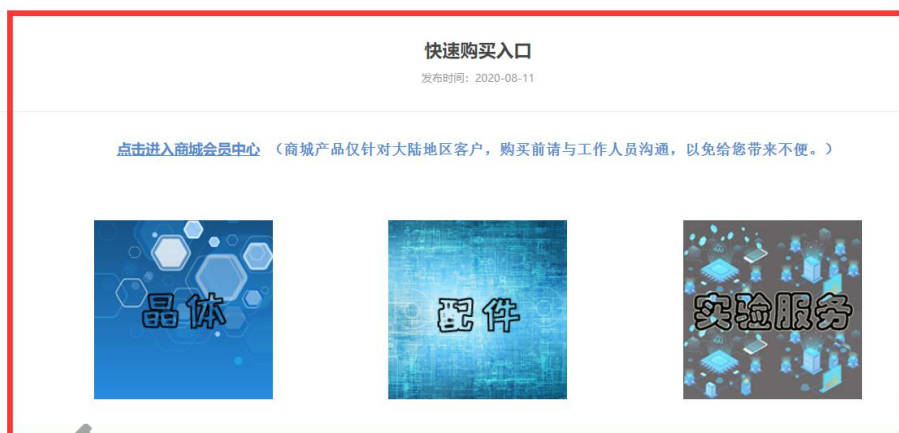 快速购买入口
发布时间：2020-08-11
点击进入商城会员中心 （商城产品仅针对大陆地区客户，购买前请与工作人员沟通，以免给您带来不便。）
晶体
配件
实验服务